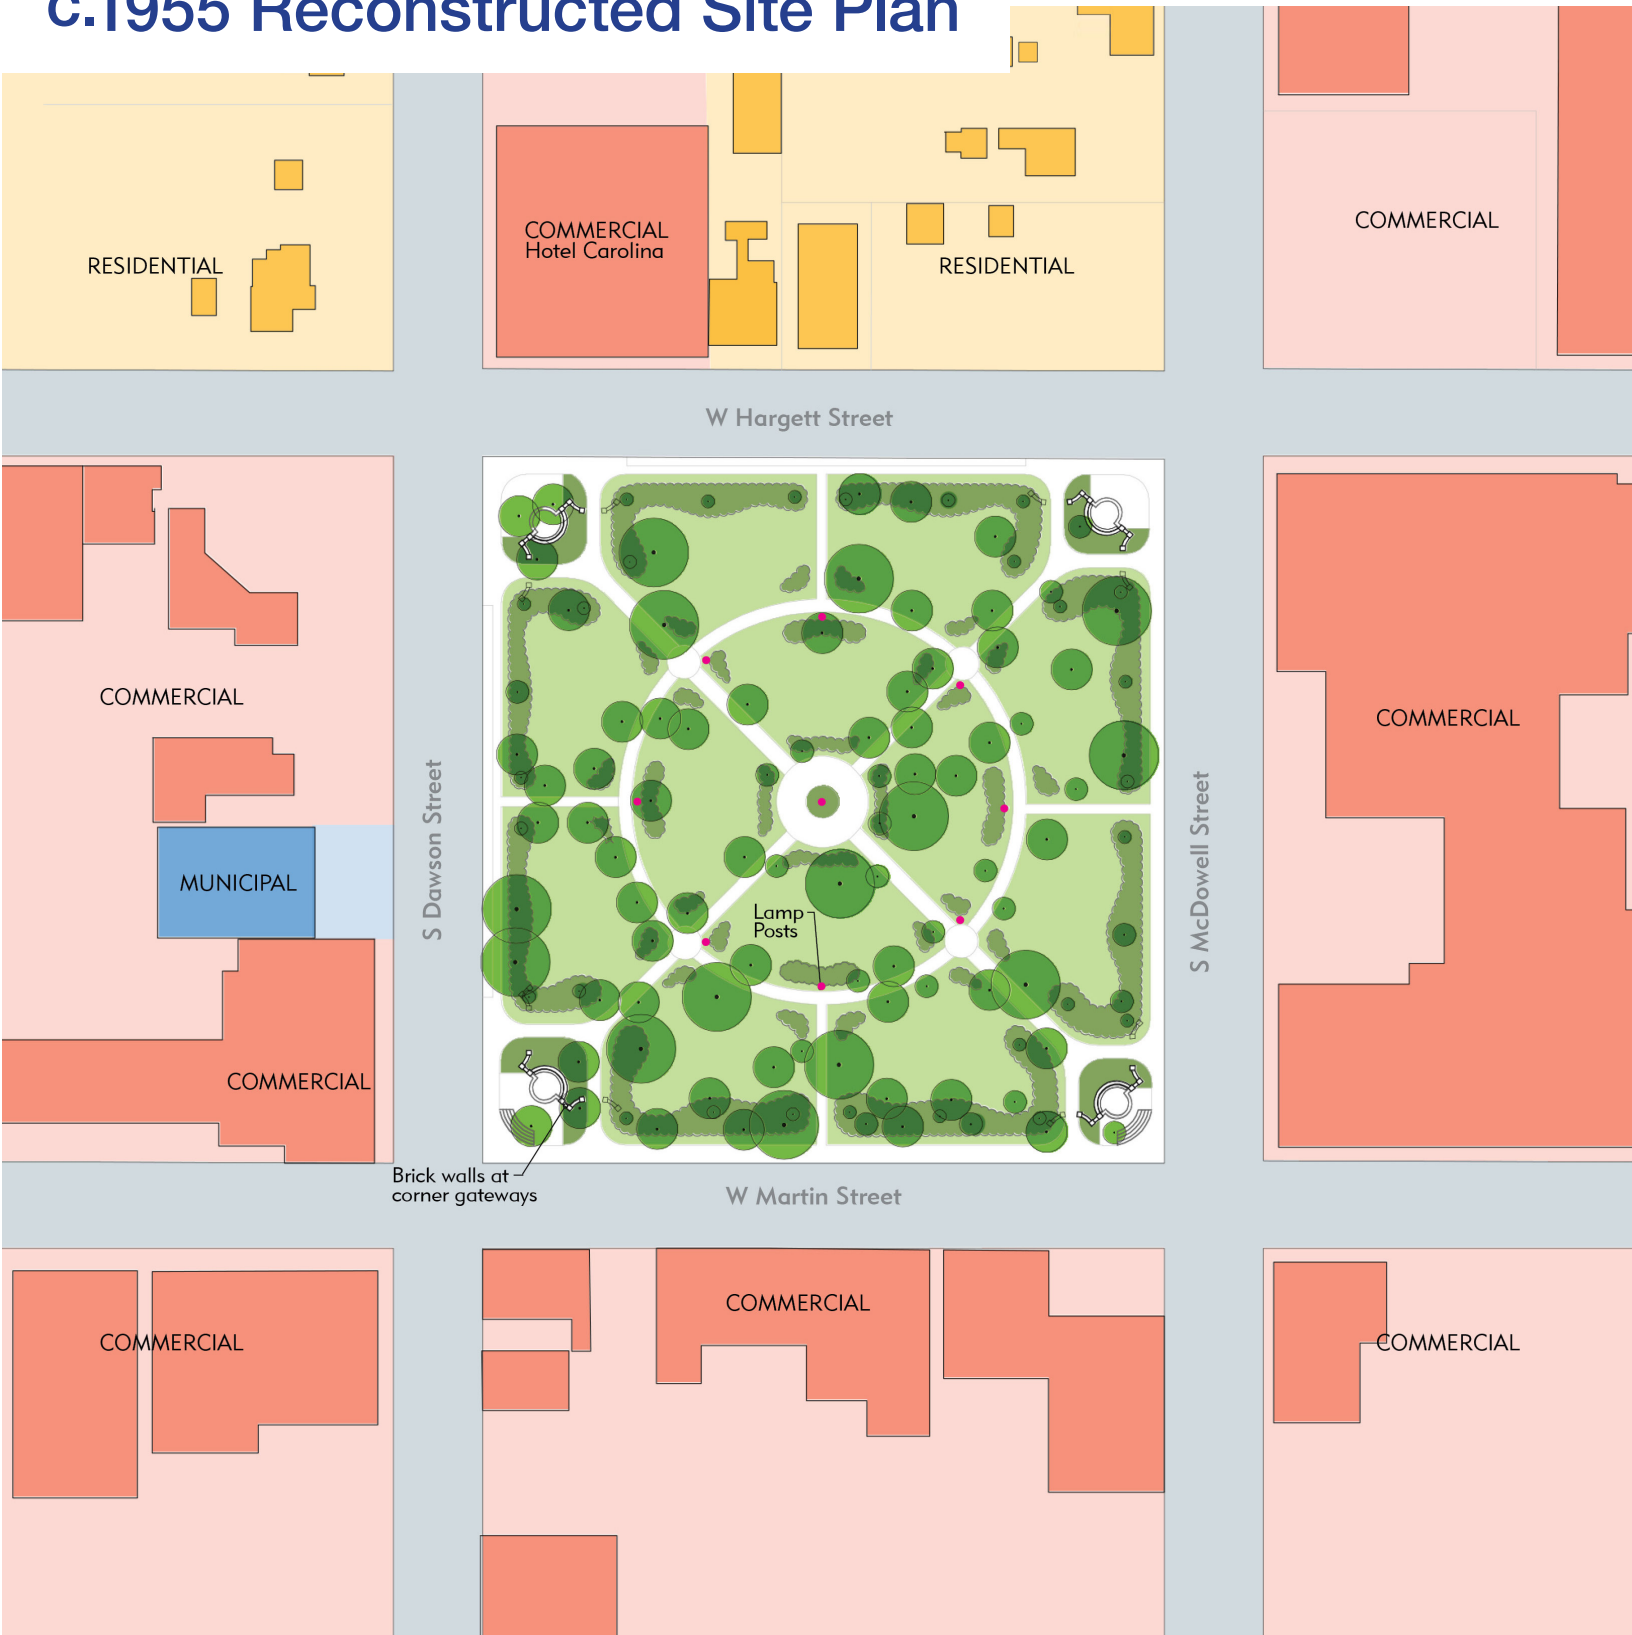 c.1955 Reconstructed Site Plan
COMMERCIAL
Hotel Carolina
COMMERCIAL
RESIDENTIAL
RESIDENTIAL
W Hargett Street
COMMERCIAL
COMMERCIAL
S Dawson Street
S McDowell Street
MUNICIPAL
Lamp
Posts
COMMERCIAL
Brick walls at
corner gateways
W Martin Street
COMMERCIAL
COMMERCIAL
COMMERCIAL